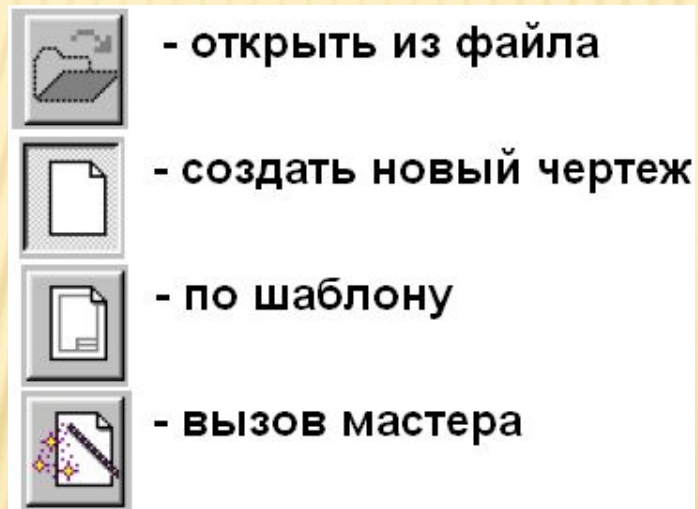 - открыть из файла
- создать новый чертеж
- по шаблону
- вызов мастера